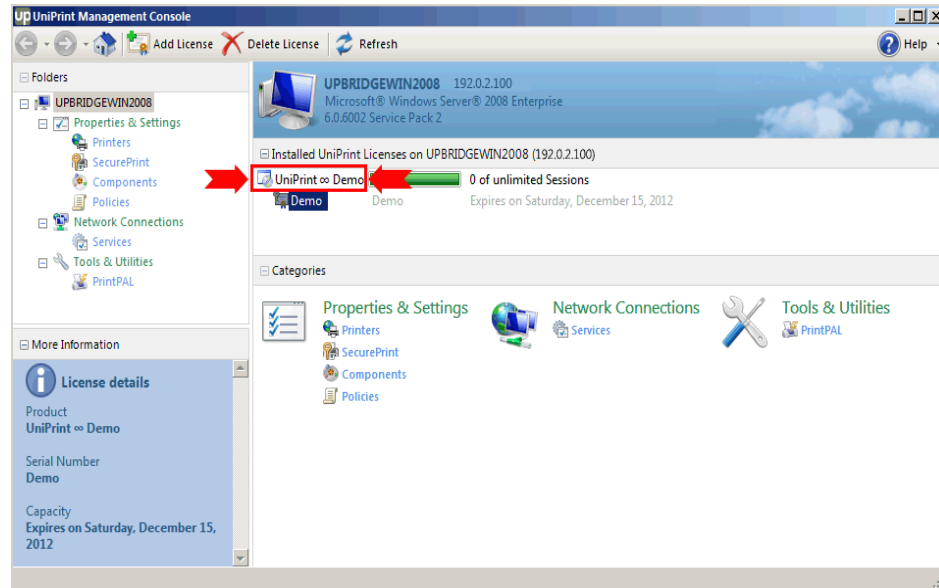 up UniPrint Management Console
Add License Delete License Refresh Help
Folders
UPBRIDGEWIN2008
Properties & Settings
Printers
SecurePrint
Components
Policies
Network Connections
Services
Tools & Utilities
PrintPAL
More Information
License details
Product
UniPrint ∞ Demo
Serial Number
Demo
Capacity
Expires on Saturday, December 15,
2012
UPBRIDGEWIN2008 192.0.2.100
Microsoft® Windows Server® 2008 Enterprise
6.0.6002 Service Pack 2
Installed UniPrint Licenses on UPBRIDGEWIN2008 (192.0.2.100)
UniPrint ∞ Demo 0 of unlimited Sessions
Demo Demo Expires on Saturday, December 15, 2012
Categories
Properties & Settings
Printers
SecurePrint
Components
Policies
Network Connections
Services
Tools & Utilities
PrintPAL